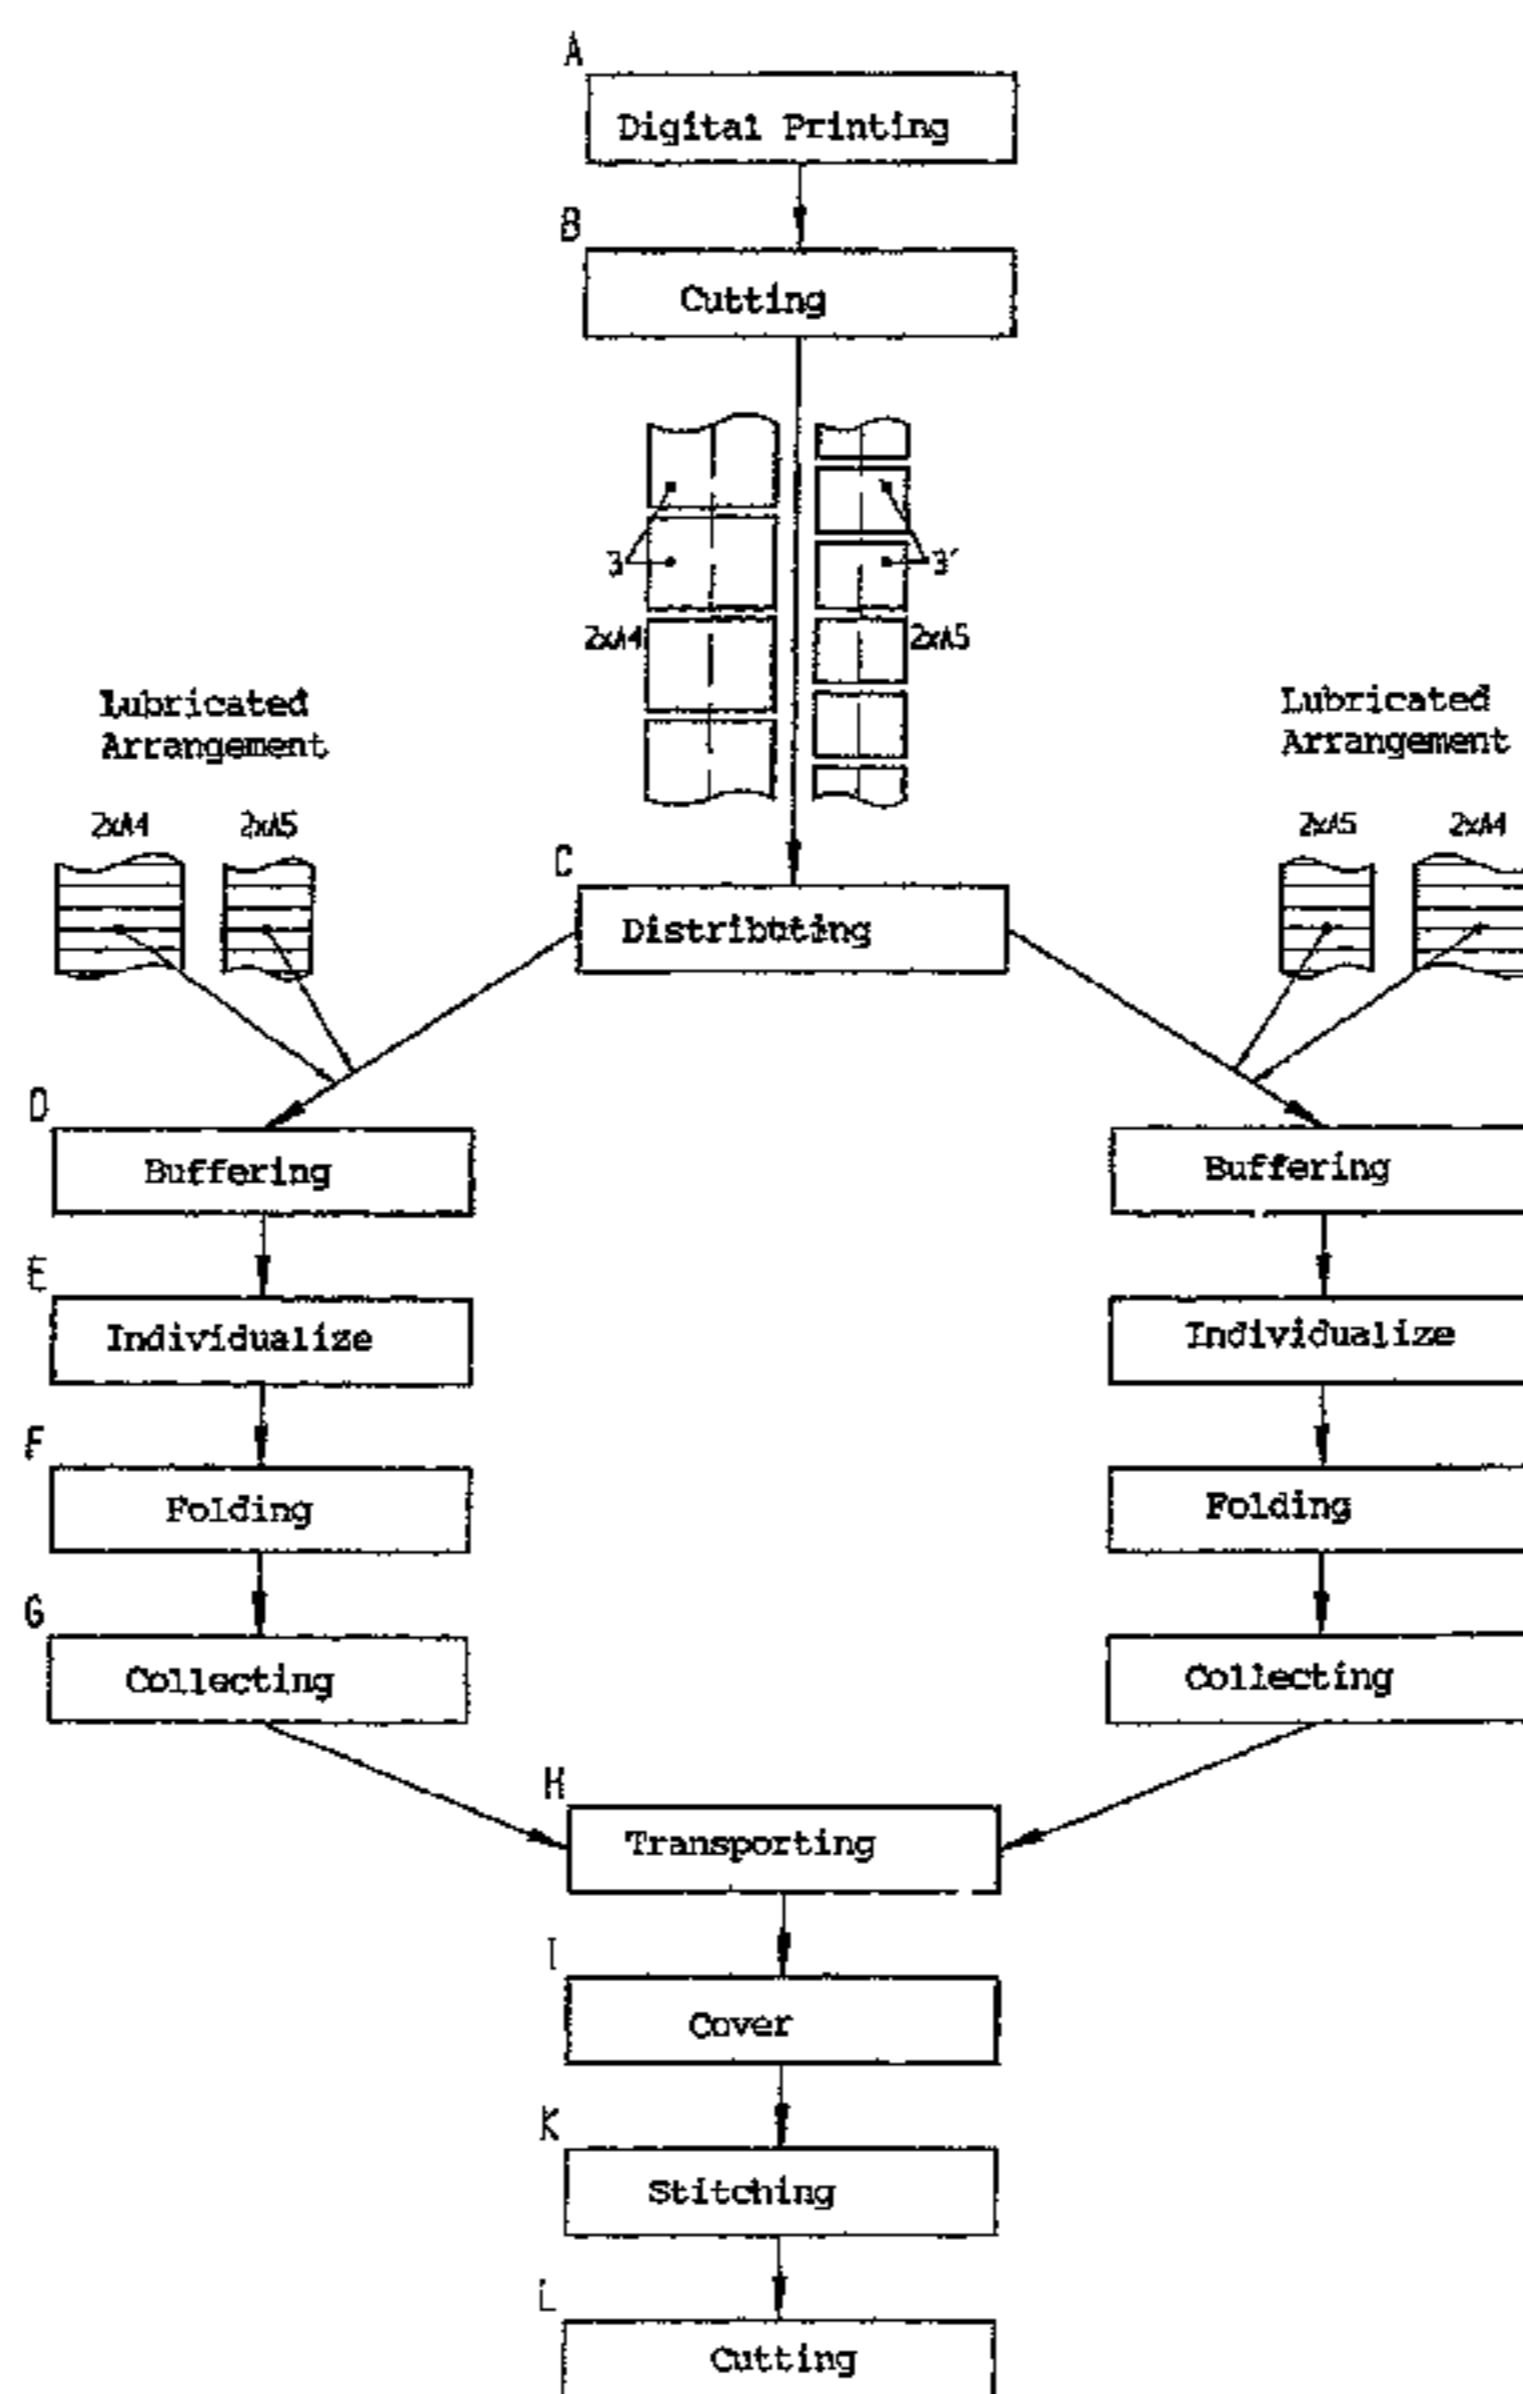 A
Digital Printing
B
Cutting
3
3´
2xA4
2xA5
Lubricated
Arrangement
2xA4 2xA5
Lubricated
Arrangement
2xA5 2xA4
C
Distributing
D
Buffering
Buffering
E
Individualize
Individualize
F
Folding
Folding
G
Collecting
Collecting
H
Transporting
I
Cover
K
Stitching
L
Cutting